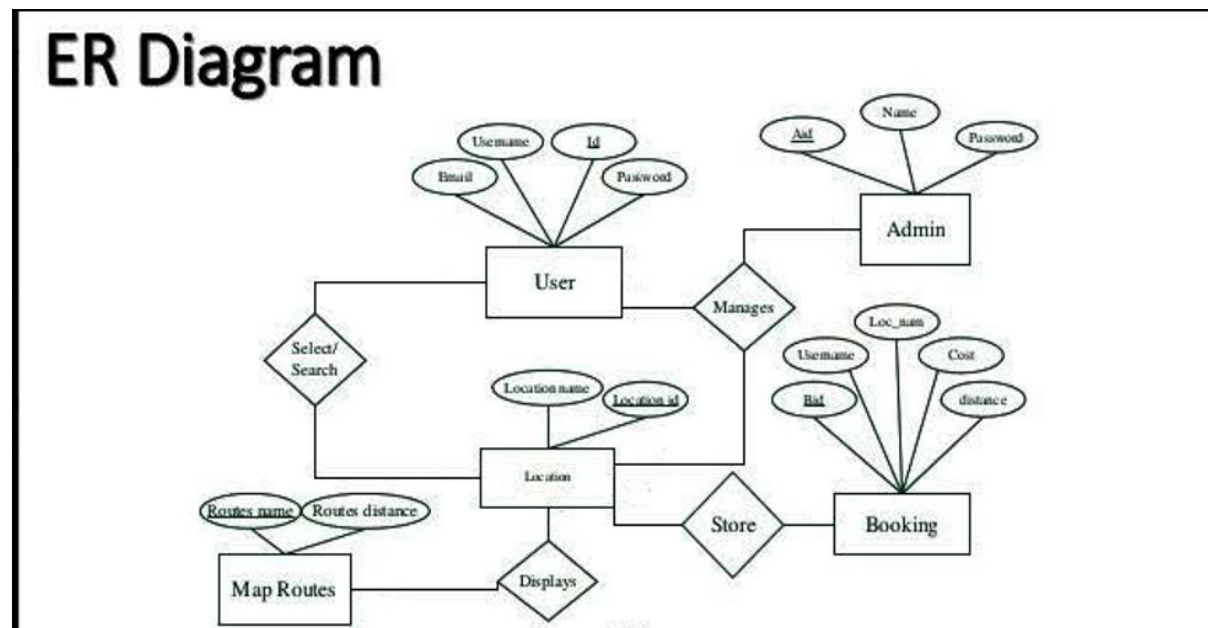 ER Diagram
Name
Aid
Password
Username
Id
Email
Password
Admin
User
Manages
Loc_nam
Select/
Search
Username
Cost
Location name
Location id
Bid
distance
Location
Routes name
Routes distance
Store
Booking
Displays
Map Routes